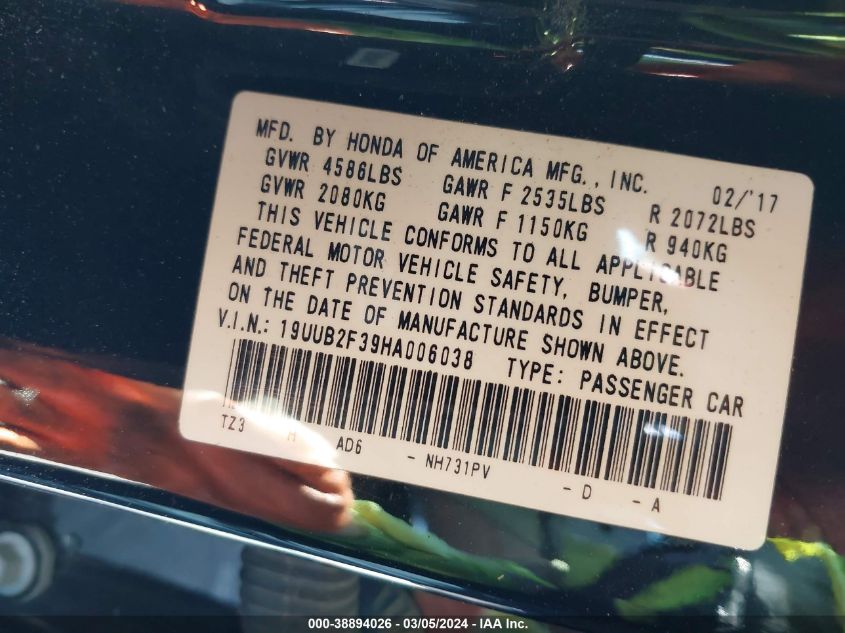 MFD. BY HONDA OF AMERICA MFG., INC. 02/'17
GVWR 4586LBS GAWR F 2535LBS R 2072LBS
GVWR 2080KG GAWR F 1150KG R 940KG
THIS VEHICLE CONFORMS TO ALL APPLICABLE
FEDERAL MOTOR VEHICLE SAFETY, BUMPER,
AND THEFT PREVENTION STANDARDS IN EFFECT
ON THE DATE OF MANUFACTURE SHOWN ABOVE.
V.I.N.: 19UUB2F39HA006038 TYPE: PASSENGER CAR
TZ3 AD6 - NH731PV - D - A
000-38894026 - 03/05/2024 - IAA Inc.